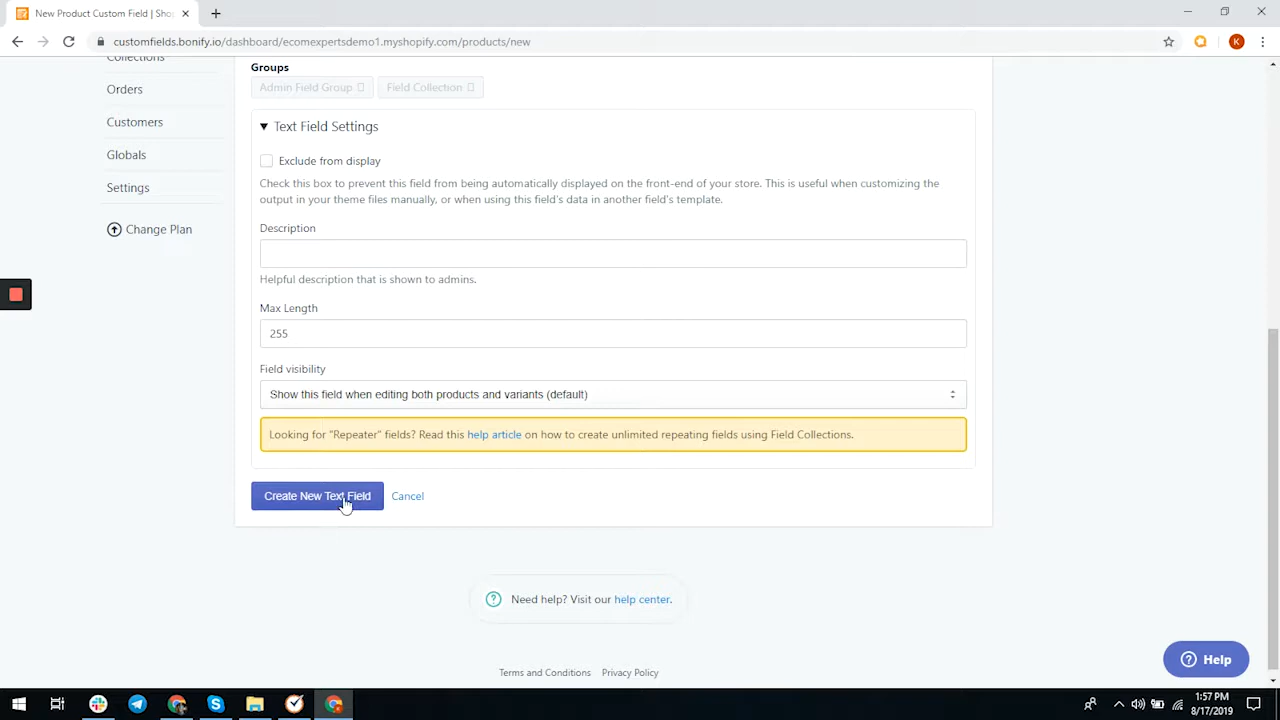 New Product Custom Field | Shop
customfields.bonify.io/dashboard/ecomexpertsdemo1.myshopify.com/products/new
K
Collections
Orders
Customers
Globals
Settings
Change Plan
Groups
Admin Field Group
Field Collection
Text Field Settings
Exclude from display
Check this box to prevent this field from being automatically displayed on the front-end of your store. This is useful when customizing the
output in your theme files manually, or when using this field's data in another field's template.
Description
Helpful description that is shown to admins.
Max Length
255
Field visibility
Show this field when editing both products and variants (default)
Looking for "Repeater" fields? Read this help article on how to create unlimited repeating fields using Field Collections.
Create New Text Field
Cancel
Need help? Visit our help center.
Terms and Conditions
Privacy Policy
Help
1:57 PM
8/17/2019